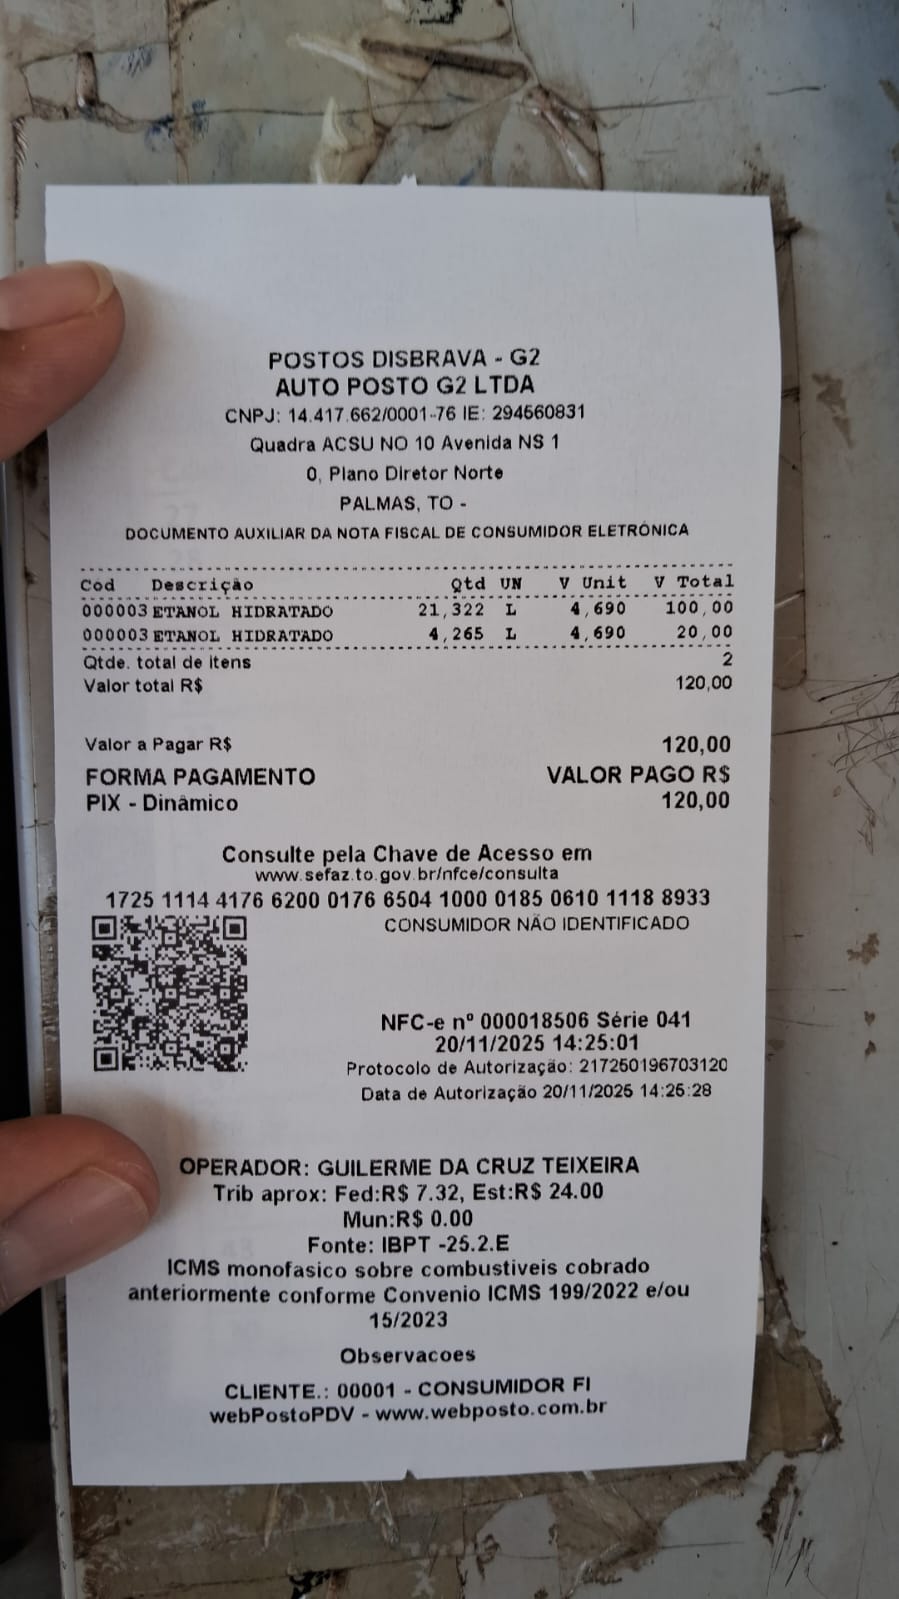 POSTOS DISBRAVA - G2
AUTO POSTO G2 LTDA
CNPJ: 14.417.662/0001-76 IE: 294560831
Quadra ACSU NO 10 Avenida NS 1
0, Plano Diretor Norte
PALMAS, TO -
DOCUMENTO AUXILIAR DA NOTA FISCAL DE CONSUMIDOR ELETRÔNICA
Cód Descrição Qtd UN V Unit V Total
000003 ETANOL HIDRATADO 21,322 L 4,690 100,00
000003 ETANOL HIDRATADO 4,265 L 4,690 20,00
Qtde. total de itens 2
Valor total R$ 120,00
Valor a Pagar R$ 120,00
FORMA PAGAMENTO VALOR PAGO R$
PIX - Dinâmico 120,00
Consulte pela Chave de Acesso em
www.sefaz.to.gov.br/nfce/consulta
1725 1114 4176 6200 0176 6504 1000 0185 0610 1118 8933
CONSUMIDOR NÃO IDENTIFICADO
NFC-e nº 000018506 Série 041
20/11/2025 14:25:01
Protocolo de Autorização: 217250196703120
Data de Autorização 20/11/2025 14:25:28
OPERADOR: GUILERME DA CRUZ TEIXEIRA
Trib aprox: Fed:R$ 7.32, Est:R$ 24.00
Mun:R$ 0.00
Fonte: IBPT -25.2.E
ICMS monofasico sobre combustiveis cobrado
anteriormente conforme Convenio ICMS 199/2022 e/ou
15/2023
Observacoes
CLIENTE.: 00001 - CONSUMIDOR FI
webPostoPDV - www.webposto.com.br